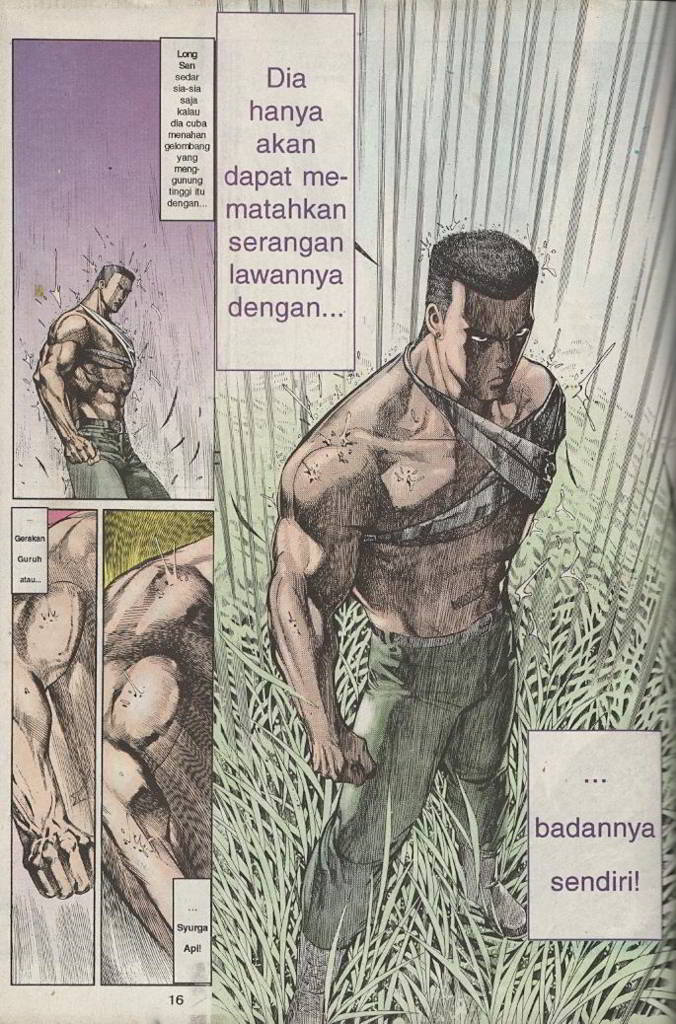 Long
San
sedar
sia-sia
saja
kalau
dia cuba
menahan
gelombang
yang
meng-
gunung
tinggi itu
dengan...
...
Gerakan
Guruh
atau...
...
Syurga
Api!
Dia
hanya
akan
dapat me-
matahkan
serangan
lawannya
dengan...
...
badannya
sendiri!
16